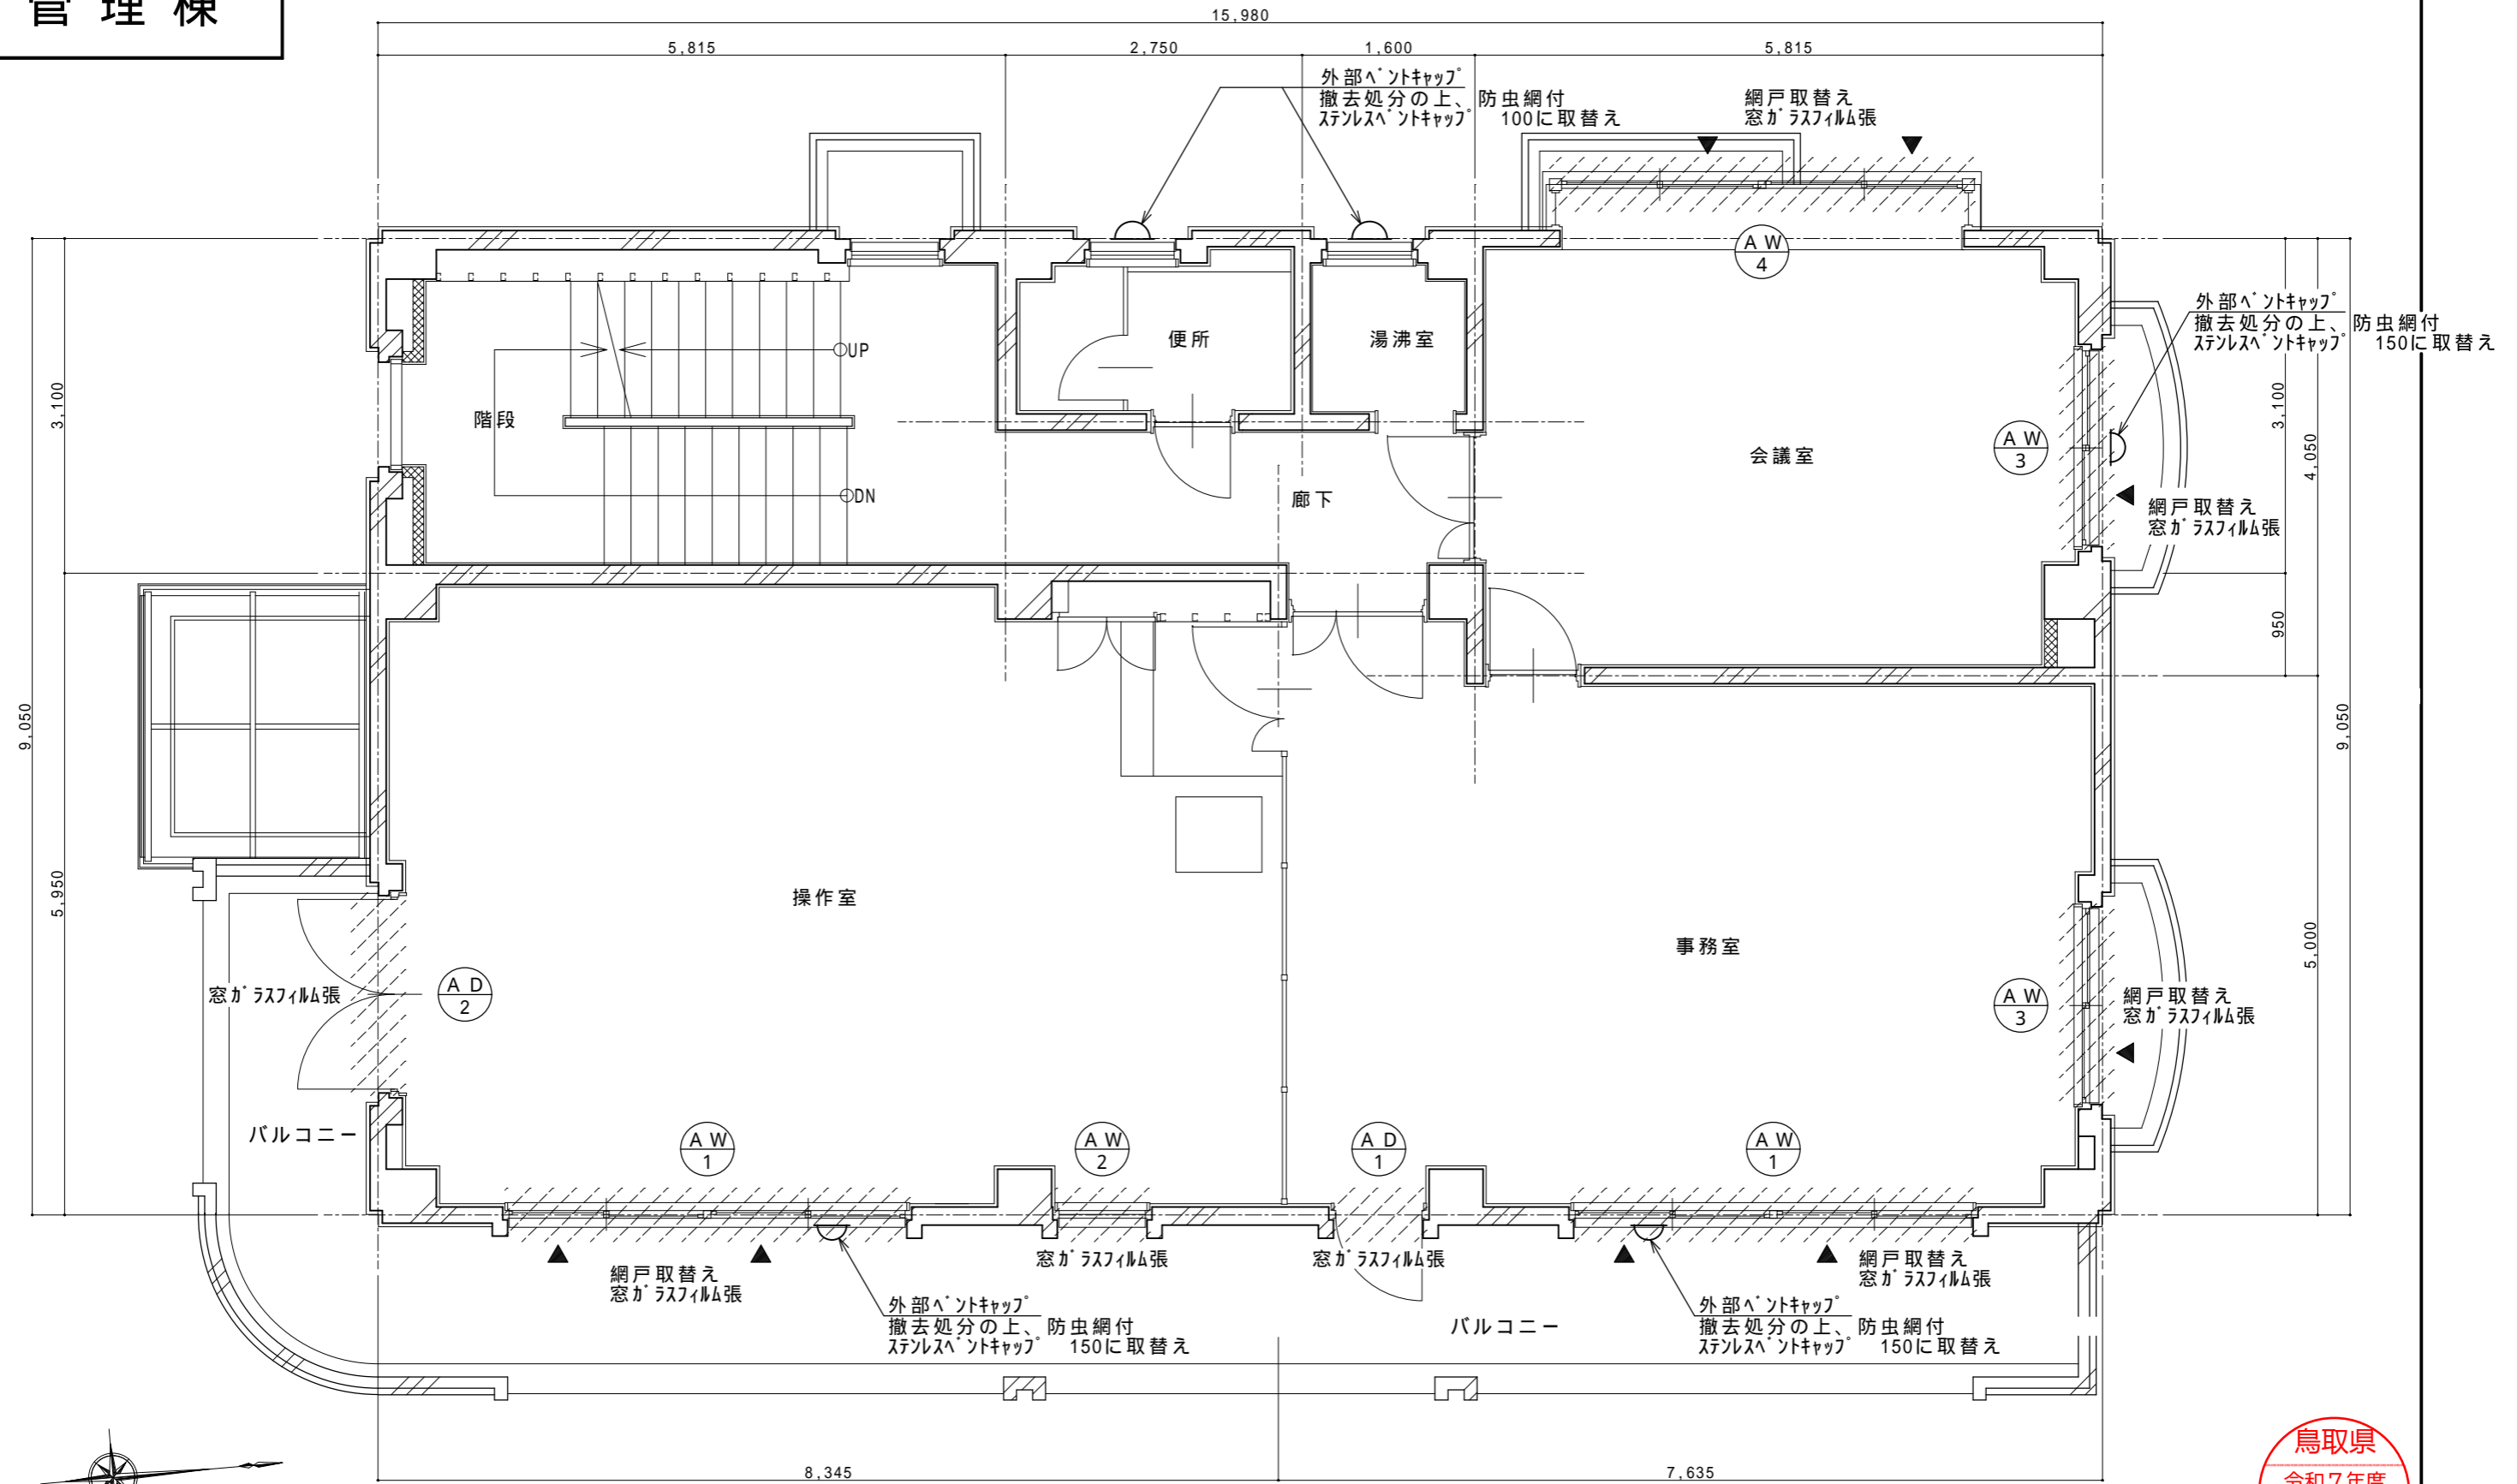 管理棟
15,980
5,815
2,750
1,600
5,815
外部ベントキャップ
撤去処分の上、防虫網付
ステンレスベントキャップ 100に取替え
網戸取替え
窓ガラスフィルム張
AW
4
外部ベントキャップ
撤去処分の上、防虫網付
ステンレスベントキャップ 150に取替え
便所
湯沸室
UP
階段
DN
廊下
会議室
AW
3
網戸取替え
窓ガラスフィルム張
3,100
9,050
5,950
3,100
4,050
950
9,050
5,000
操作室
事務室
窓ガラスフィルム張
AD
2
AW
3
網戸取替え
窓ガラスフィルム張
バルコニー
AW
1
AW
2
AD
1
AW
1
網戸取替え
窓ガラスフィルム張
窓ガラスフィルム張
窓ガラスフィルム張
網戸取替え
窓ガラスフィルム張
外部ベントキャップ
撤去処分の上、防虫網付
ステンレスベントキャップ 150に取替え
バルコニー
外部ベントキャップ
撤去処分の上、防虫網付
ステンレスベントキャップ 150に取替え
8,345
7,635
鳥取県
令和7年度